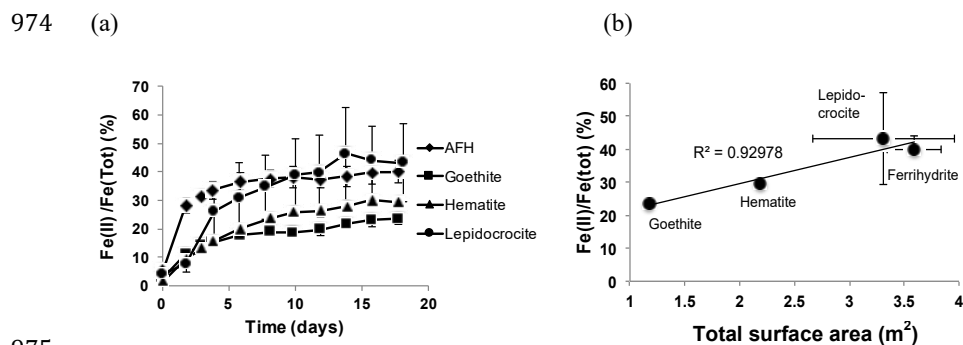 974 (a) (b)
70
60
50
40
30
20
10
0
Fe(II)/Fe(Tot) (%)
0 5 10 15 20
Time (days)
AFH
Goethite
Hematite
Lepidocrocite
60
50
40
30
20
10
0
Fe(II)/Fe(tot) (%)
Lepido-
crocite
R² = 0.92978
Ferrihydrite
Hematite
Goethite
1 1.5 2 2.5 3 3.5 4
Total surface area (m²)